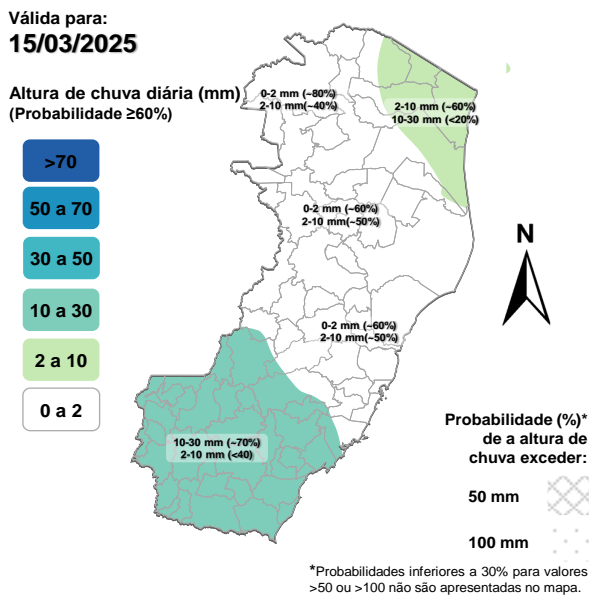 Válida para:
15/03/2025
Altura de chuva diária (mm)
(Probabilidade ≥60%)
>70
50 a 70
30 a 50
10 a 30
2 a 10
0 a 2
0-2 mm (~80%)
2-10 mm(~40%)
2-10 mm (~60%)
10-30 mm (<20%)
0-2 mm (~60%)
2-10 mm(~50%)
0-2 mm (~60%)
2-10 mm(~50%)
10-30 mm (~70%)
2-10 mm (<40)
N
Probabilidade (%)*
de a altura de
chuva exceder:
50 mm
100 mm
*Probabilidades inferiores a 30% para valores
>50 ou >100 não são apresentadas no mapa.